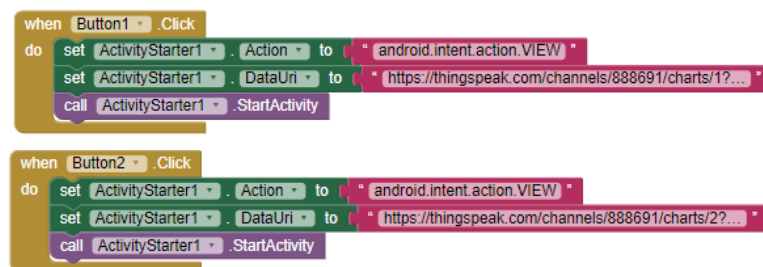 when Button1 .Click
do set ActivityStarter1 . Action to " android.intent.action.VIEW "
set ActivityStarter1 . DataUri to " https://thingspeak.com/channels/888691/charts/1?... "
call ActivityStarter1 .StartActivity
when Button2 .Click
do set ActivityStarter1 . Action to " android.intent.action.VIEW "
set ActivityStarter1 . DataUri to " https://thingspeak.com/channels/888691/charts/2?... "
call ActivityStarter1 .StartActivity